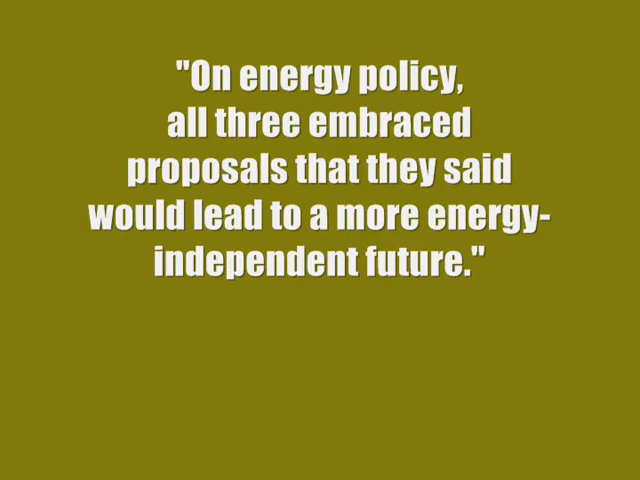 "On energy policy,
all three embraced
proposals that they said
would lead to a more energy-
independent future."